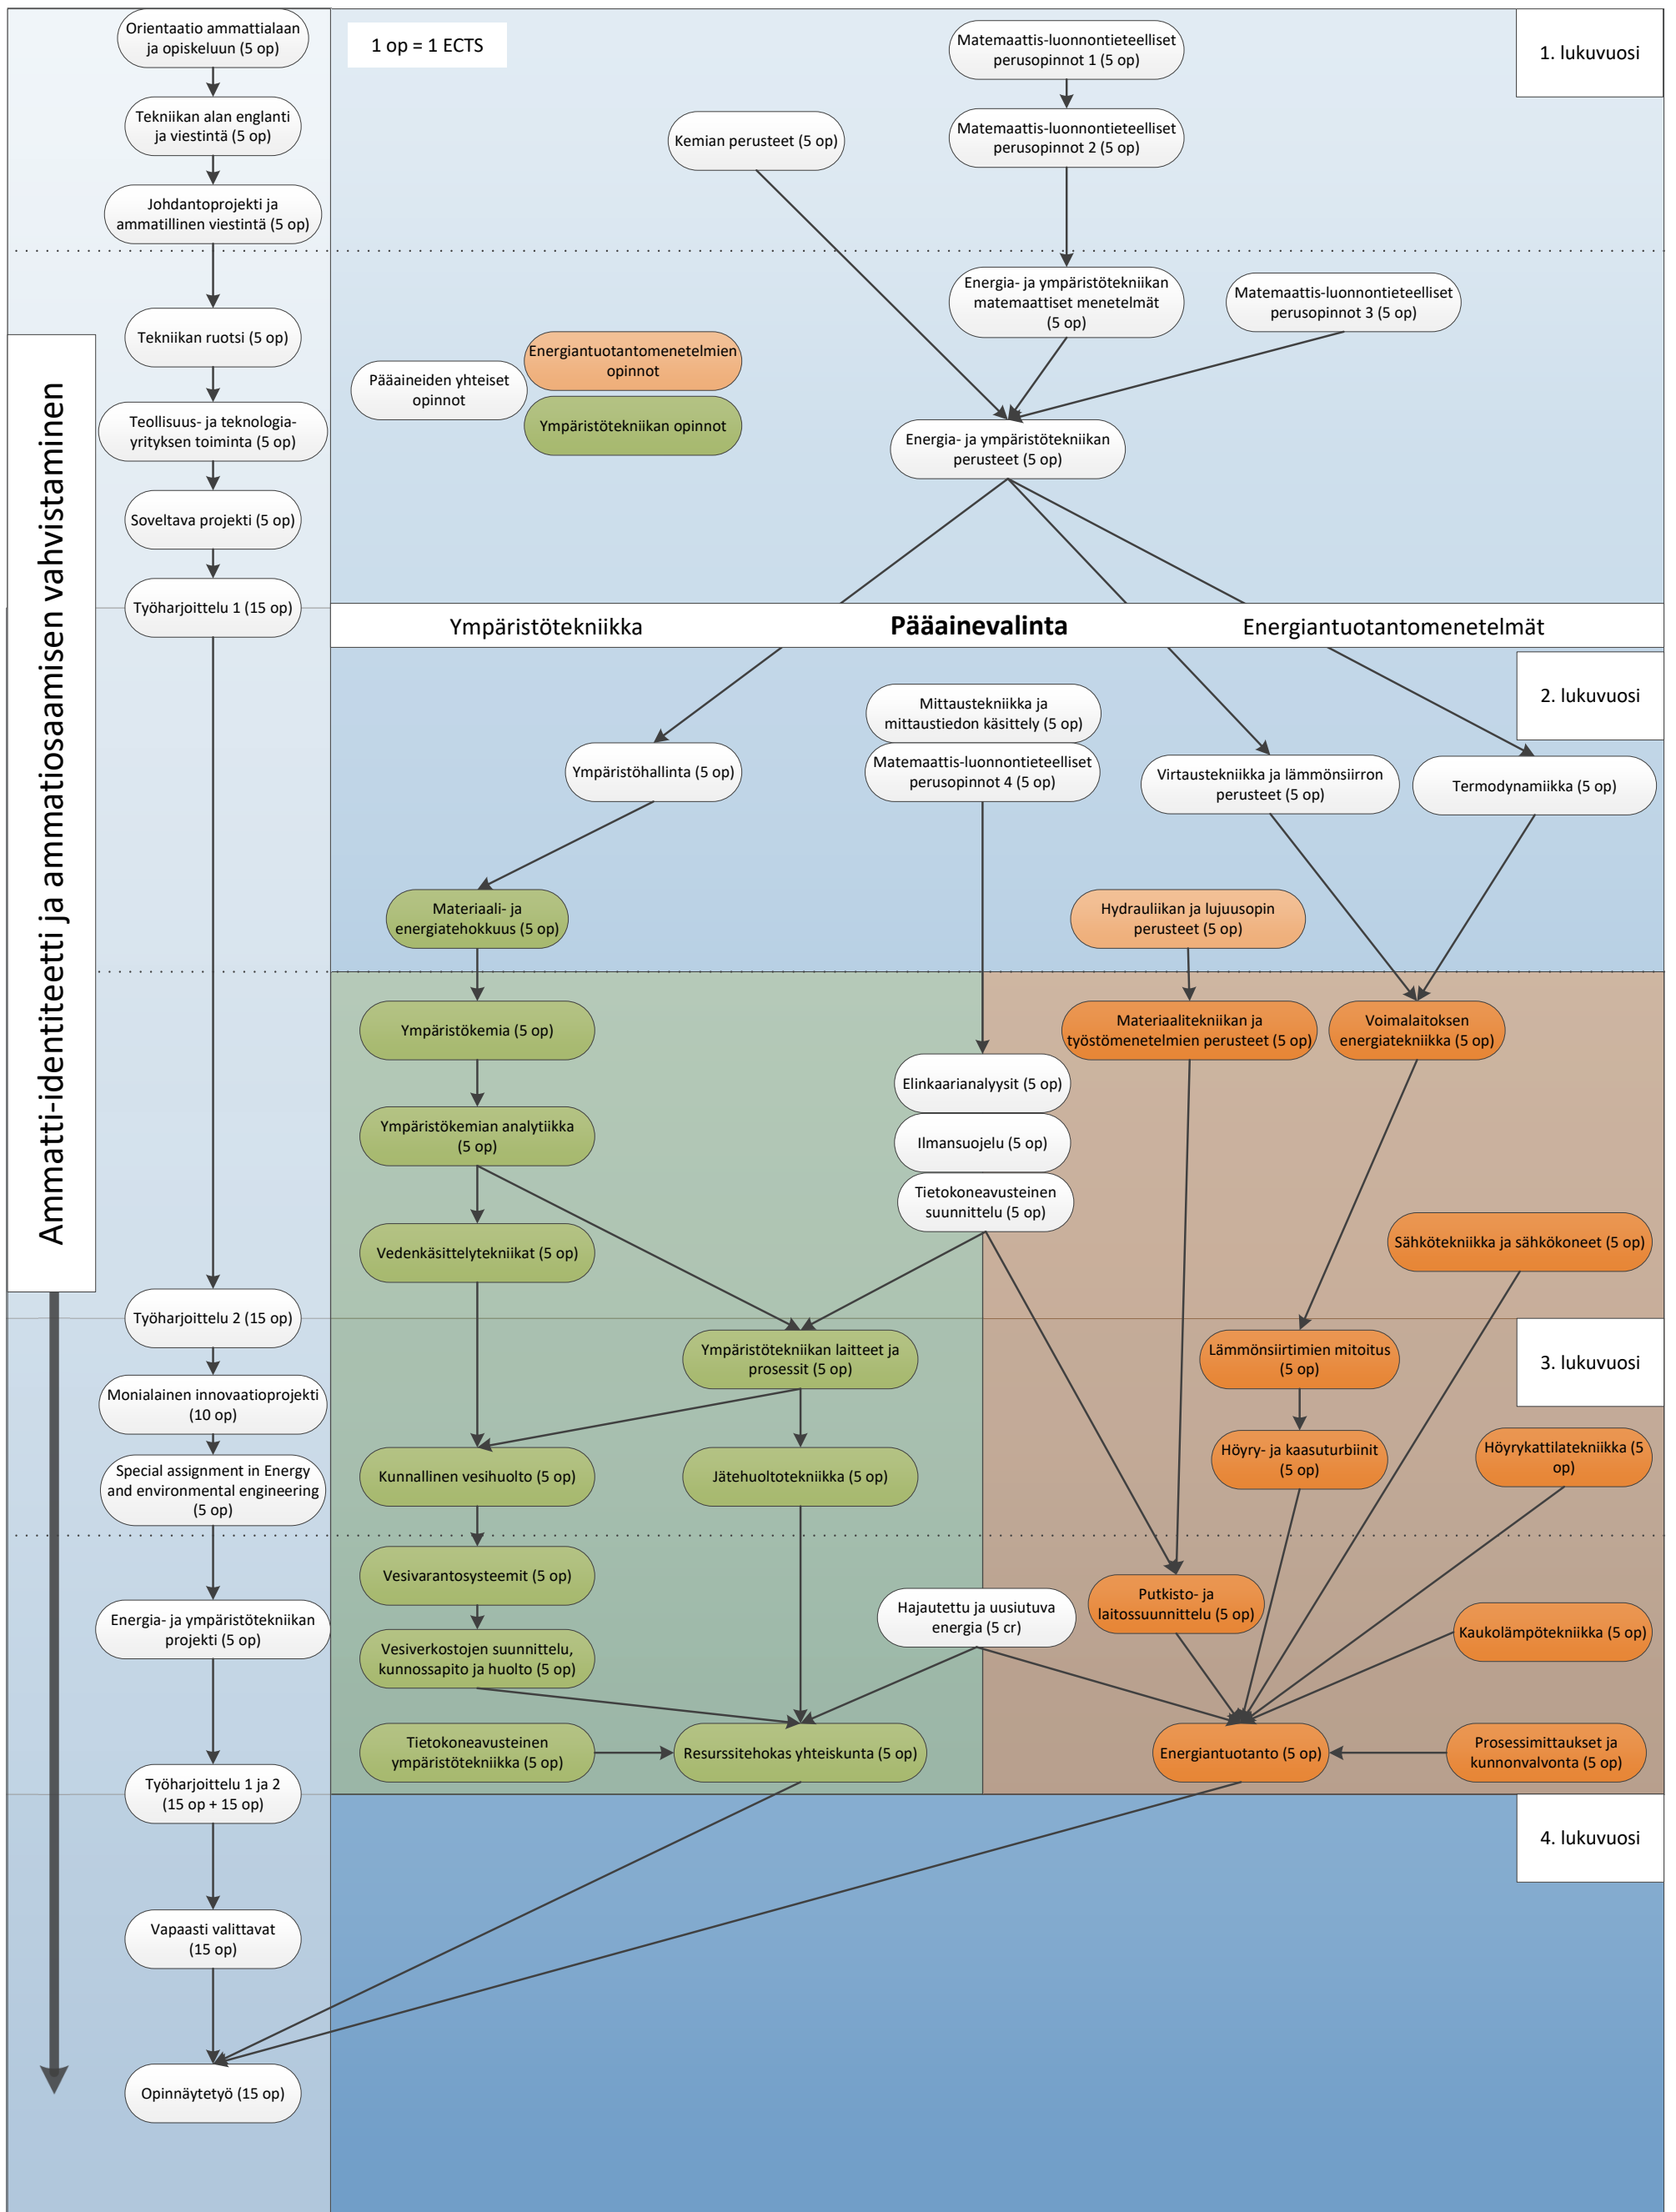 Orientaatio ammattialaan
ja opiskeluun (5 op)
Tekniikan alan englanti
ja viestintä (5 op)
Johdantoprojekti ja
ammatillinen viestintä (5 op)
Tekniikan ruotsi (5 op)
Teollisuus- ja teknologia-
yrityksen toiminta (5 op)
Soveltava projekti (5 op)
Työharjoittelu 1 (15 op)
Työharjoittelu 2 (15 op)
Monialainen innovaatioprojekti
(10 op)
Special assignment in Energy
and environmental engineering
(5 op)
Energia- ja ympäristötekniikan
projekti (5 op)
Työharjoittelu 1 ja 2
(15 op + 15 op)
Vapaasti valittavat
(15 op)
Opinnäytetyö (15 op)
Ammatti-identiteetti ja ammatiosaamisen vahvistaminen
1 op = 1 ECTS
1. lukuvuosi
Matemaattis-luonnontieteelliset
perusopinnot 1 (5 op)
Kemian perusteet (5 op)
Matemaattis-luonnontieteelliset
perusopinnot 2 (5 op)
Energia- ja ympäristötekniikan
matemaattiset menetelmät
(5 op)
Matemaattis-luonnontieteelliset
perusopinnot 3 (5 op)
Pääaineiden yhteiset
opinnot
Energiantuotantomenetelmien
opinnot
Ympäristötekniikan opinnot
Energia- ja ympäristötekniikan
perusteet (5 op)
Ympäristötekniikka
Pääainevalinta
Energiantuotantomenetelmät
2. lukuvuosi
Mittaustekniikka ja
mittaustiedon käsittely (5 op)
Ympäristöhallinta (5 op)
Matemaattis-luonnontieteelliset
perusopinnot 4 (5 op)
Virtaustekniikka ja lämmönsiirron
perusteet (5 op)
Termodynamiikka (5 op)
Materiaali- ja
energiatehokkuus (5 op)
Hydrauliikan ja lujuusopin
perusteet (5 op)
Ympäristökemia (5 op)
Materiaalitekniikan ja
työstömenetelmien perusteet (5 op)
Voimalaitoksen
energiatekniikka (5 op)
Elinkaarianalyysit (5 op)
Ympäristökemian analytiikka
(5 op)
Ilmansuojelu (5 op)
Tietokoneavusteinen
suunnittelu (5 op)
Vedenkäsittelytekniikat (5 op)
Sähkötekniikka ja sähkökoneet (5 op)
3. lukuvuosi
Ympäristötekniikan laitteet ja
prosessit (5 op)
Lämmönsiirtimien mitoitus
(5 op)
Kunnallinen vesihuolto (5 op)
Jätehuoltotekniikka (5 op)
Höyry- ja kaasuturbiinit
(5 op)
Höyrykattilatekniikka (5
op)
Vesivarantosysteemit (5 op)
Hajautettu ja uusiutuva
energia (5 cr)
Putkisto- ja
laitossuunnittelu (5 op)
Kaukolämpötekniikka (5 op)
Vesiverkostojen suunnittelu,
kunnossapito ja huolto (5 op)
Tietokoneavusteinen
ympäristötekniikka (5 op)
Resurssitehokas yhteiskunta (5 op)
Energiantuotanto (5 op)
Prosessimittaukset ja
kunnonvalvonta (5 op)
4. lukuvuosi